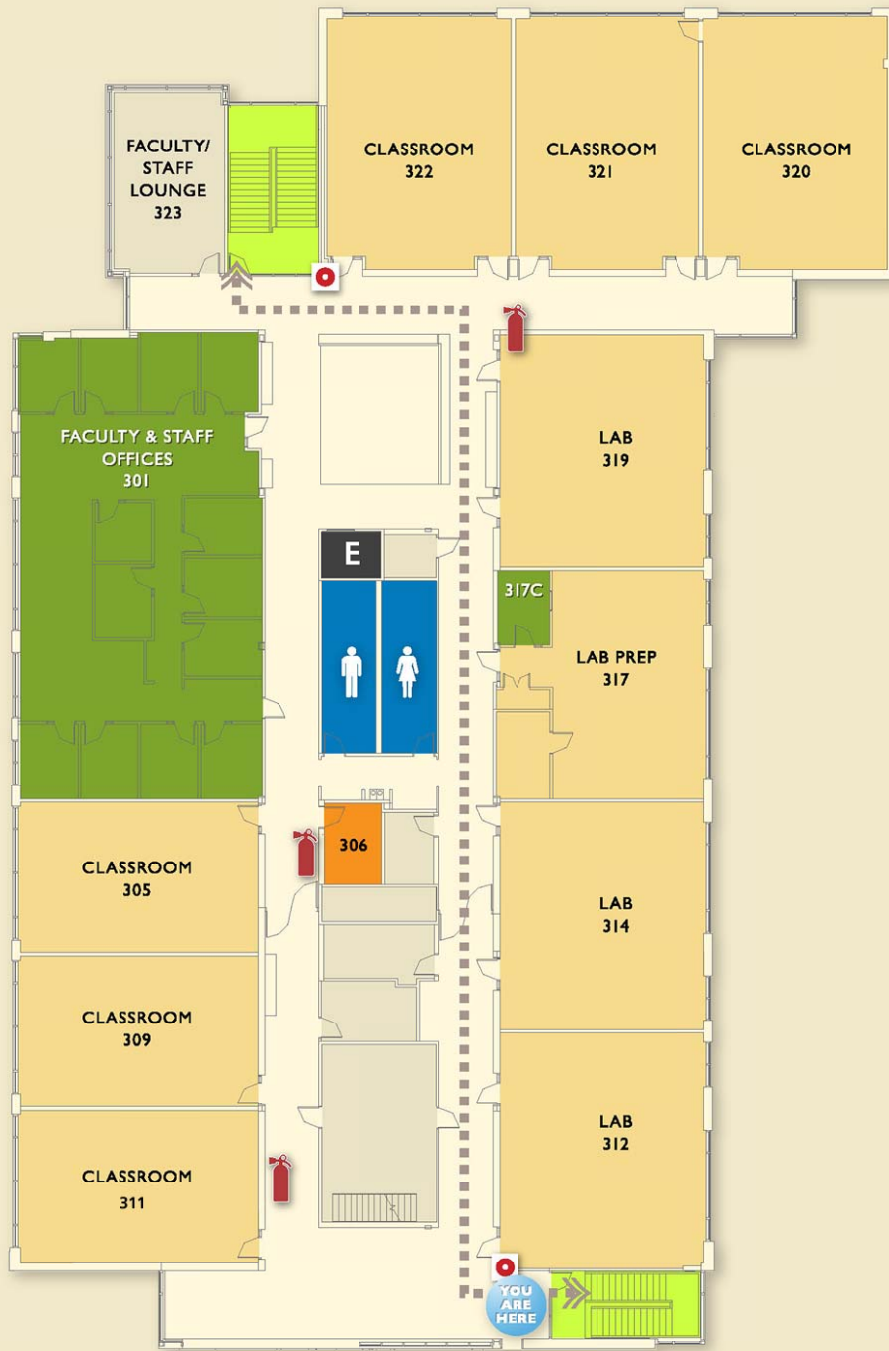 FACULTY/
STAFF
LOUNGE
323
CLASSROOM
322
CLASSROOM
321
CLASSROOM
320
FACULTY & STAFF
OFFICES
301
LAB
319
E
317C
LAB PREP
317
306
CLASSROOM
305
LAB
314
CLASSROOM
309
LAB
312
CLASSROOM
311
YOU
ARE
HERE